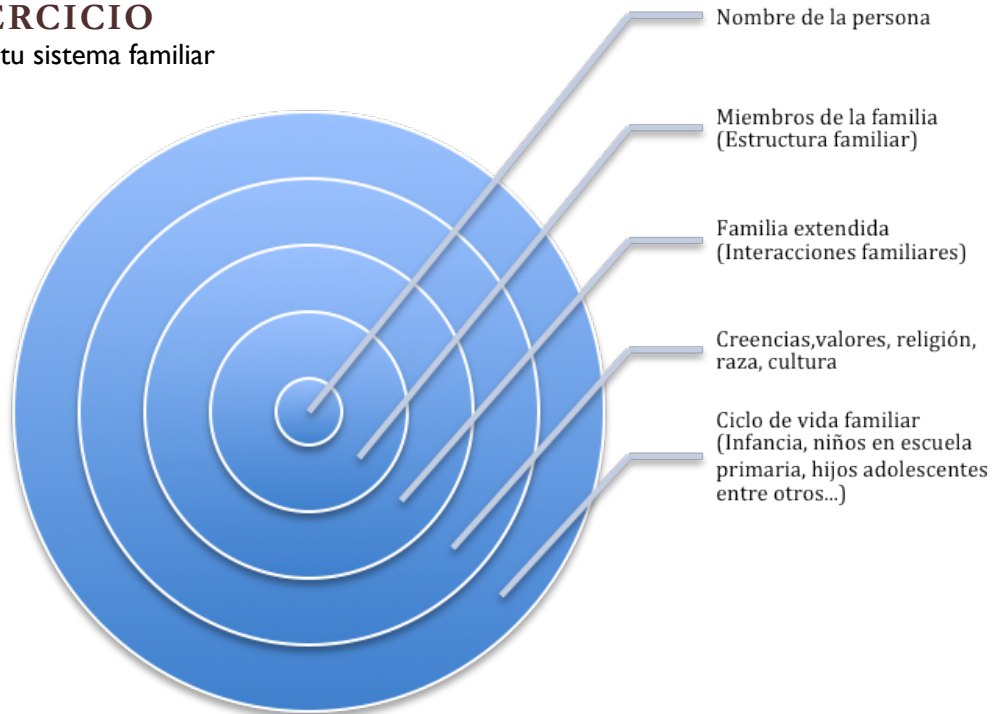 ERCICIO
tu sistema familiar
Nombre de la persona
Miembros de la familia
(Estructura familiar)
Familia extendida
(Interacciones familiares)
Creencias,valores, religión,
raza, cultura
Ciclo de vida familiar
(Infancia, niños en escuela
primaria, hijos adolescentes
entre otros...)